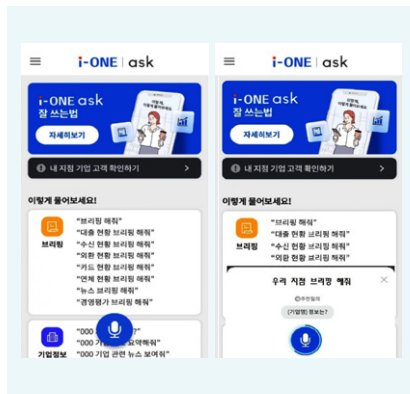 i-ONE | ask
i-ONE ask
잘 쓰는법
자세히보기
내 지점 기업 고객 확인하기
이렇게 물어보세요!
브리핑
“브리핑 해줘”
“대출 현황 브리핑 해줘”
“수신 현황 브리핑 해줘”
“외환 현황 브리핑 해줘”
“카드 현황 브리핑 해줘”
“연체 현황 브리핑 해줘”
“뉴스 브리핑 해줘”
“경영평가 브리핑 해줘”
기업정보
“000
“000 기업 관련 뉴스 보여줘”
i-ONE | ask
i-ONE ask
잘 쓰는법
자세히보기
내 지점 기업 고객 확인하기
이렇게 물어보세요!
브리핑
“브리핑 해줘”
“대출 현황 브리핑 해줘”
“수신 현황 브리핑 해줘”
“외환 현황 브리핑 해줘”
우리 지점 브리핑 해줘
(기업명) 정보는?